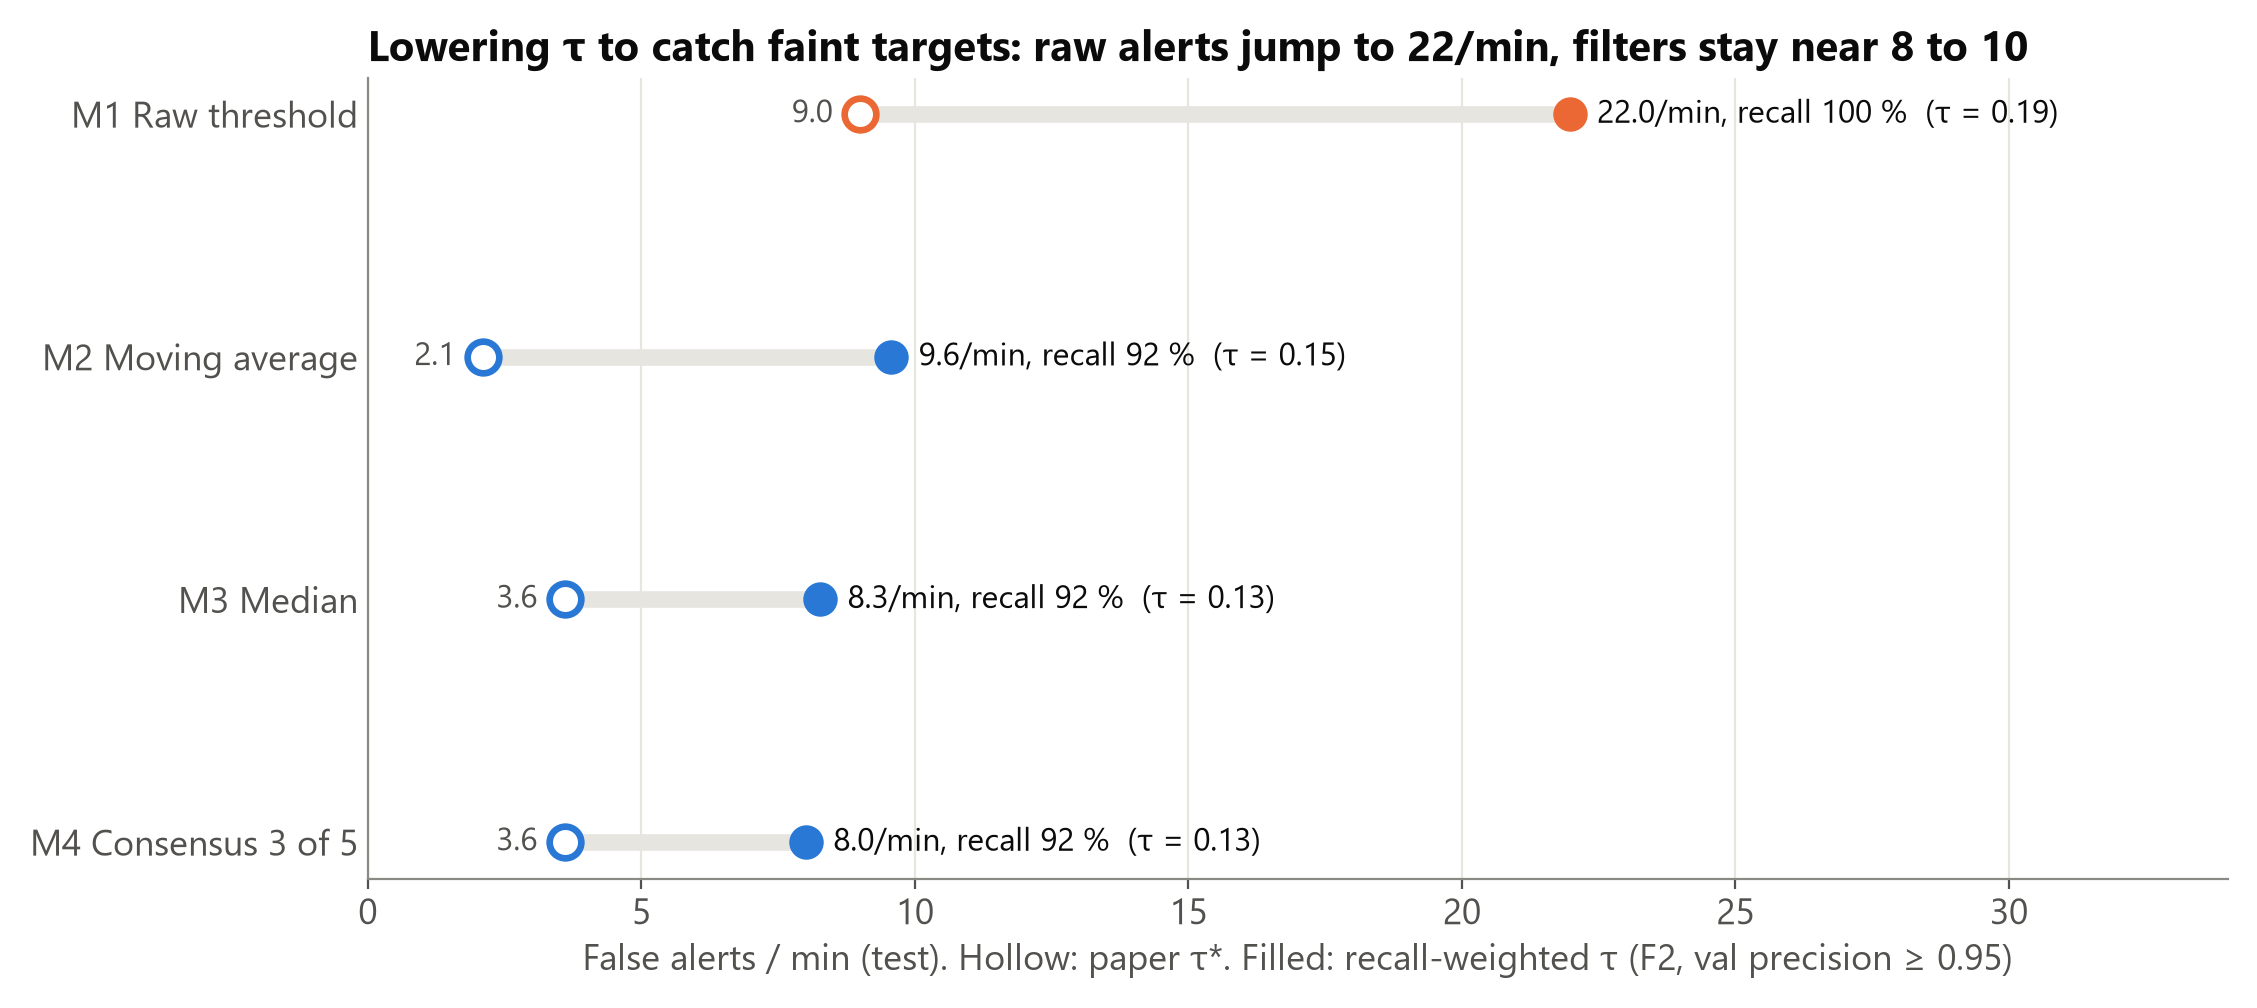 Lowering τ to catch faint targets: raw alerts jump to 22/min, filters stay near 8 to 10
M1 Raw threshold
9.0
22.0/min, recall 100 %  (τ = 0.19)
M2 Moving average
2.1
9.6/min, recall 92 %  (τ = 0.15)
M3 Median
3.6
8.3/min, recall 92 %  (τ = 0.13)
M4 Consensus 3 of 5
3.6
8.0/min, recall 92 %  (τ = 0.13)
0 5 10 15 20 25 30
False alerts / min (test). Hollow: paper τ*. Filled: recall-weighted τ (F2, val precision ≥ 0.95)